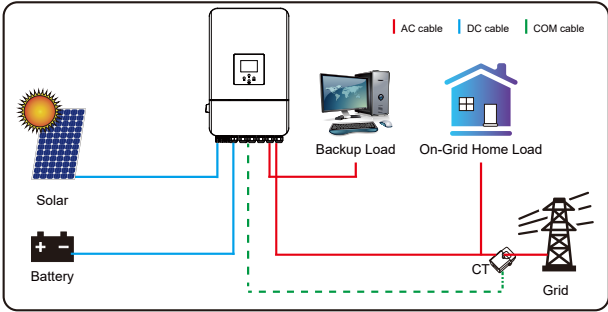 AC cable
DC cable
COM cable
Backup Load
On-Grid Home Load
Solar
Battery
CT
Grid